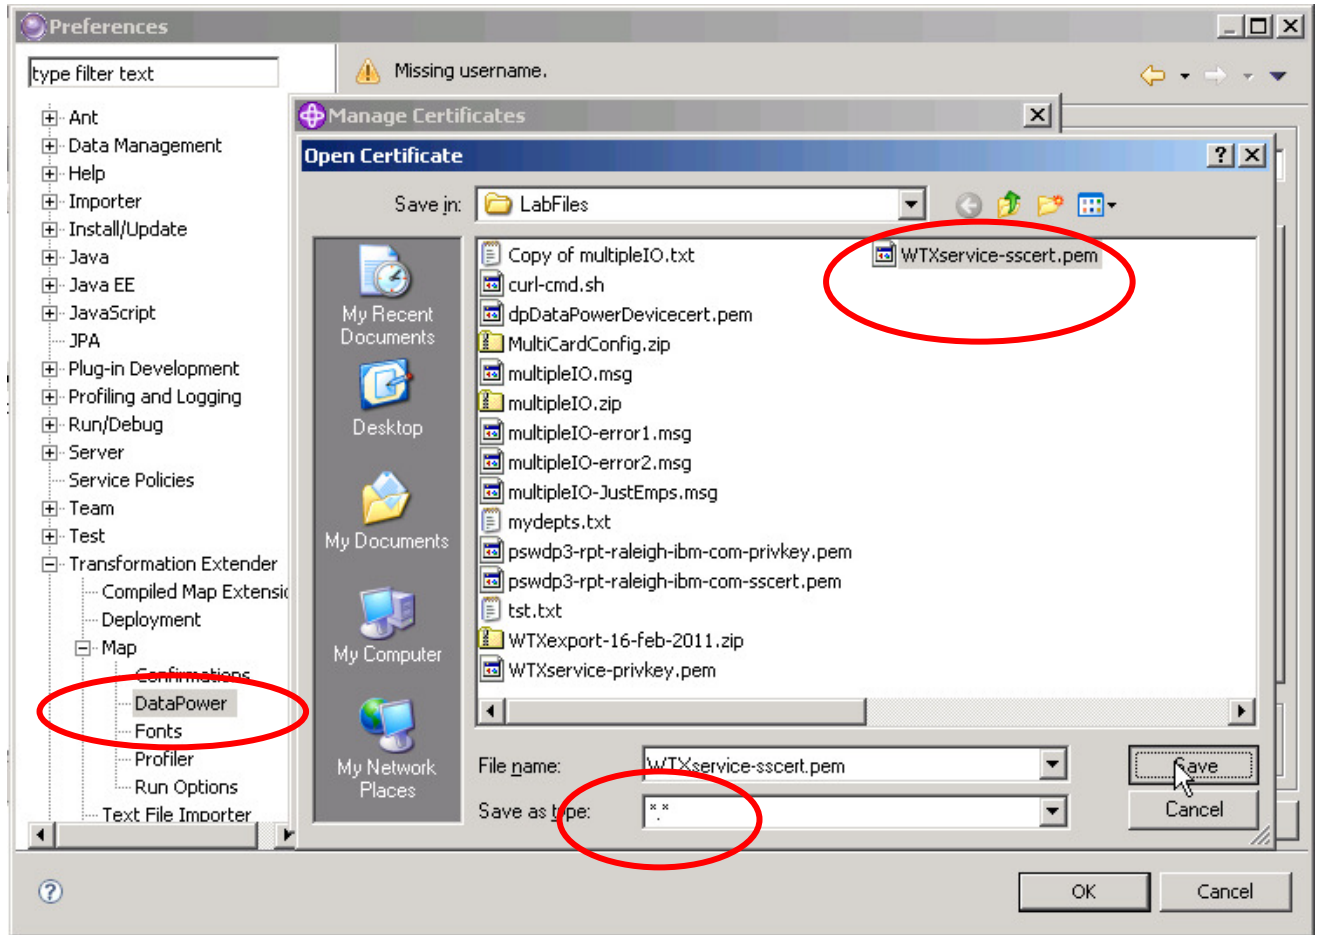 Preferences
type filter text
Missing username.
Ant
Data Management
Help
Importer
Install/Update
Java
Java EE
JavaScript
JPA
Plug-in Development
Profiling and Logging
Run/Debug
Server
Service Policies
Team
Test
Transformation Extender
Compiled Map Extensio
Deployment
Map
Confirmations
DataPower
Fonts
Profiler
Run Options
Text File Importer
Manage Certificates
Open Certificate
Save in:
LabFiles
My Recent
Documents
Desktop
My Documents
My Computer
My Network
Places
Copy of multipleIO.txt
curl-cmd.sh
dpDataPowerDevicecert.pem
MultiCardConfig.zip
multipleIO.msg
multipleIO.zip
multipleIO-error1.msg
multipleIO-error2.msg
multipleIO-JustEmps.msg
mydepts.txt
pswdp3-rpt-raleigh-ibm-com-privkey.pem
pswdp3-rpt-raleigh-ibm-com-sscert.pem
tst.txt
WTXexport-16-feb-2011.zip
WTXservice-privkey.pem
WTXservice-sscert.pem
File name:
WTXservice-sscert.pem
Save
Save as type:
*.*
Cancel
OK
Cancel